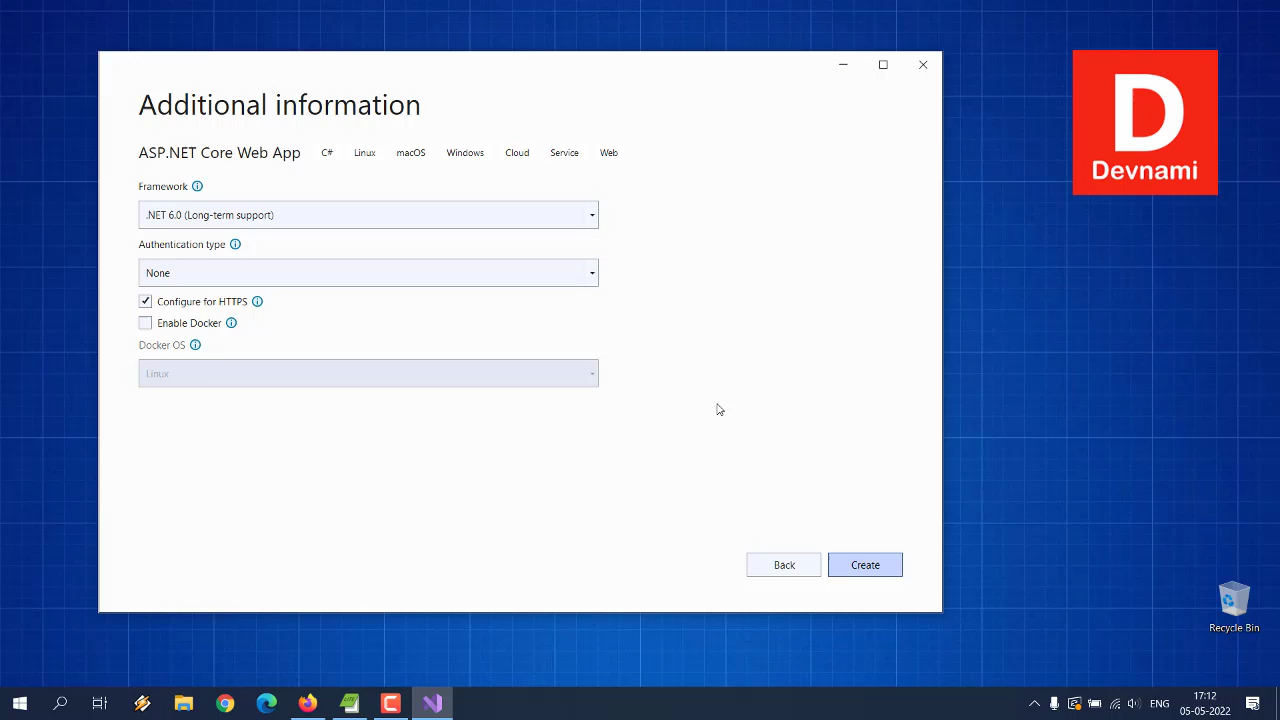 Additional information
ASP.NET Core Web App C# Linux macOS Windows Cloud Service Web
Framework
.NET 6.0 (Long-term support)
Authentication type
None
Configure for HTTPS
Enable Docker
Docker OS
Linux
Back Create
D
Devnami
Recycle Bin
LITE
C
ENG
17:12
05-05-2022